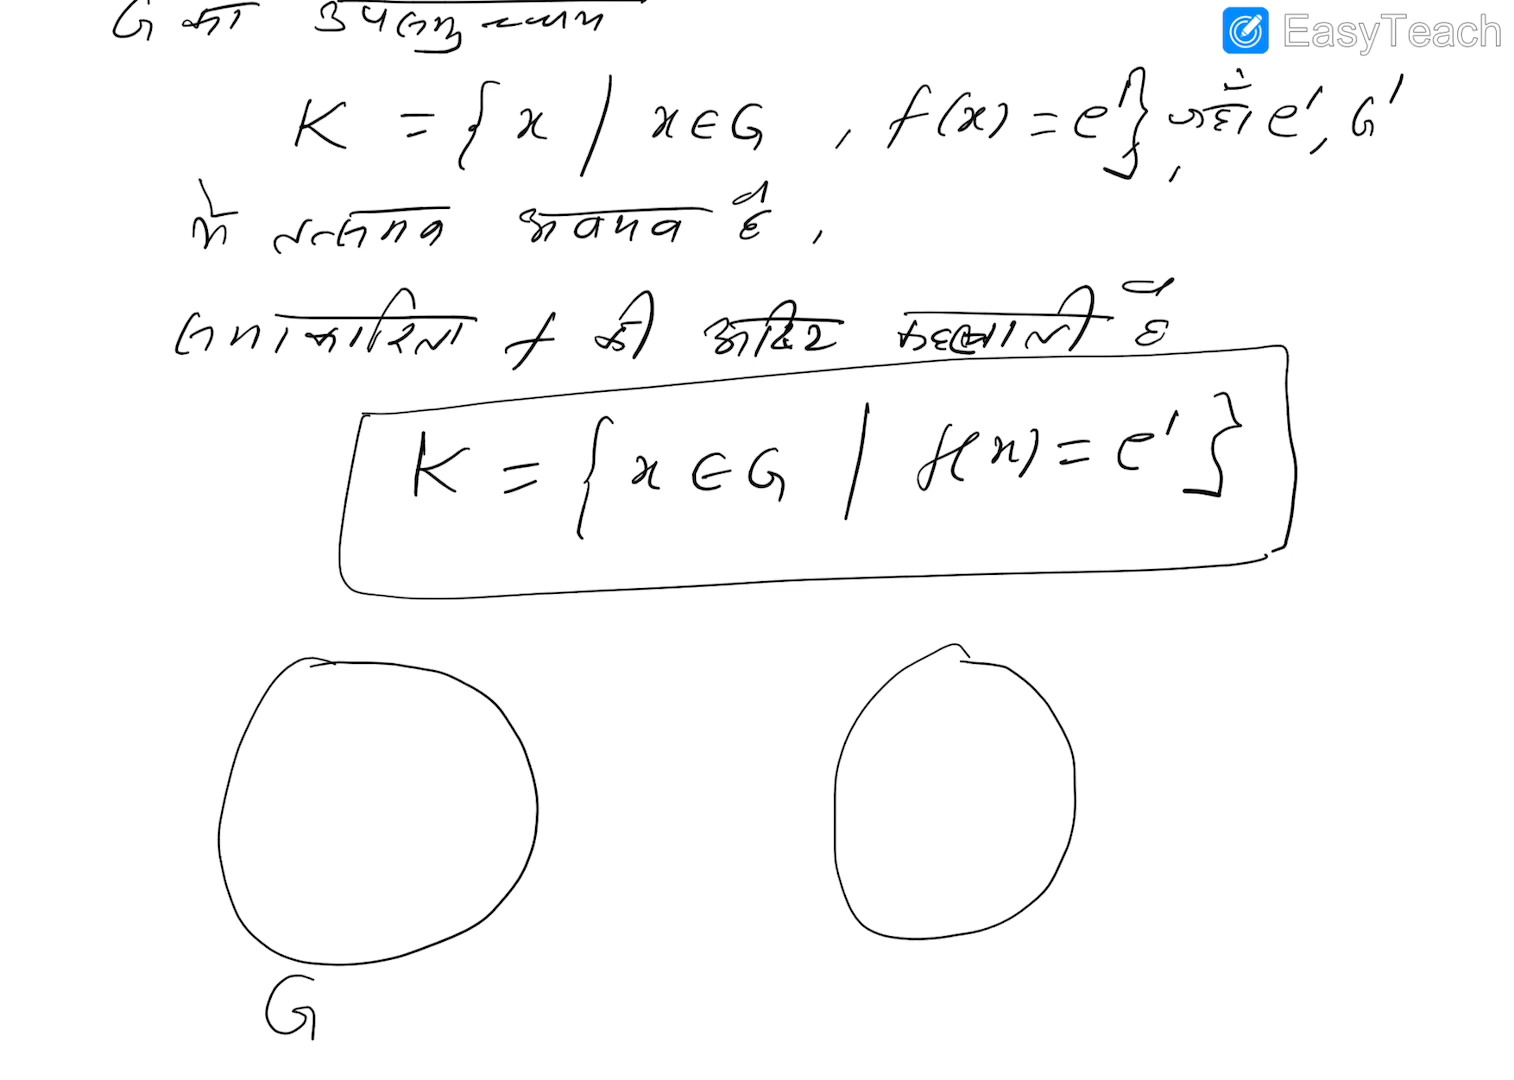 G का उपसमुच्चय
EasyTeach
K = { x / x ∈ G , f(x) = e' } , जहाँ e', G'
में तत्समक अवयव है ,
समाकारिता f की अष्टि कहलाती है
K = { x ∈ G / f(x) = e' }
G